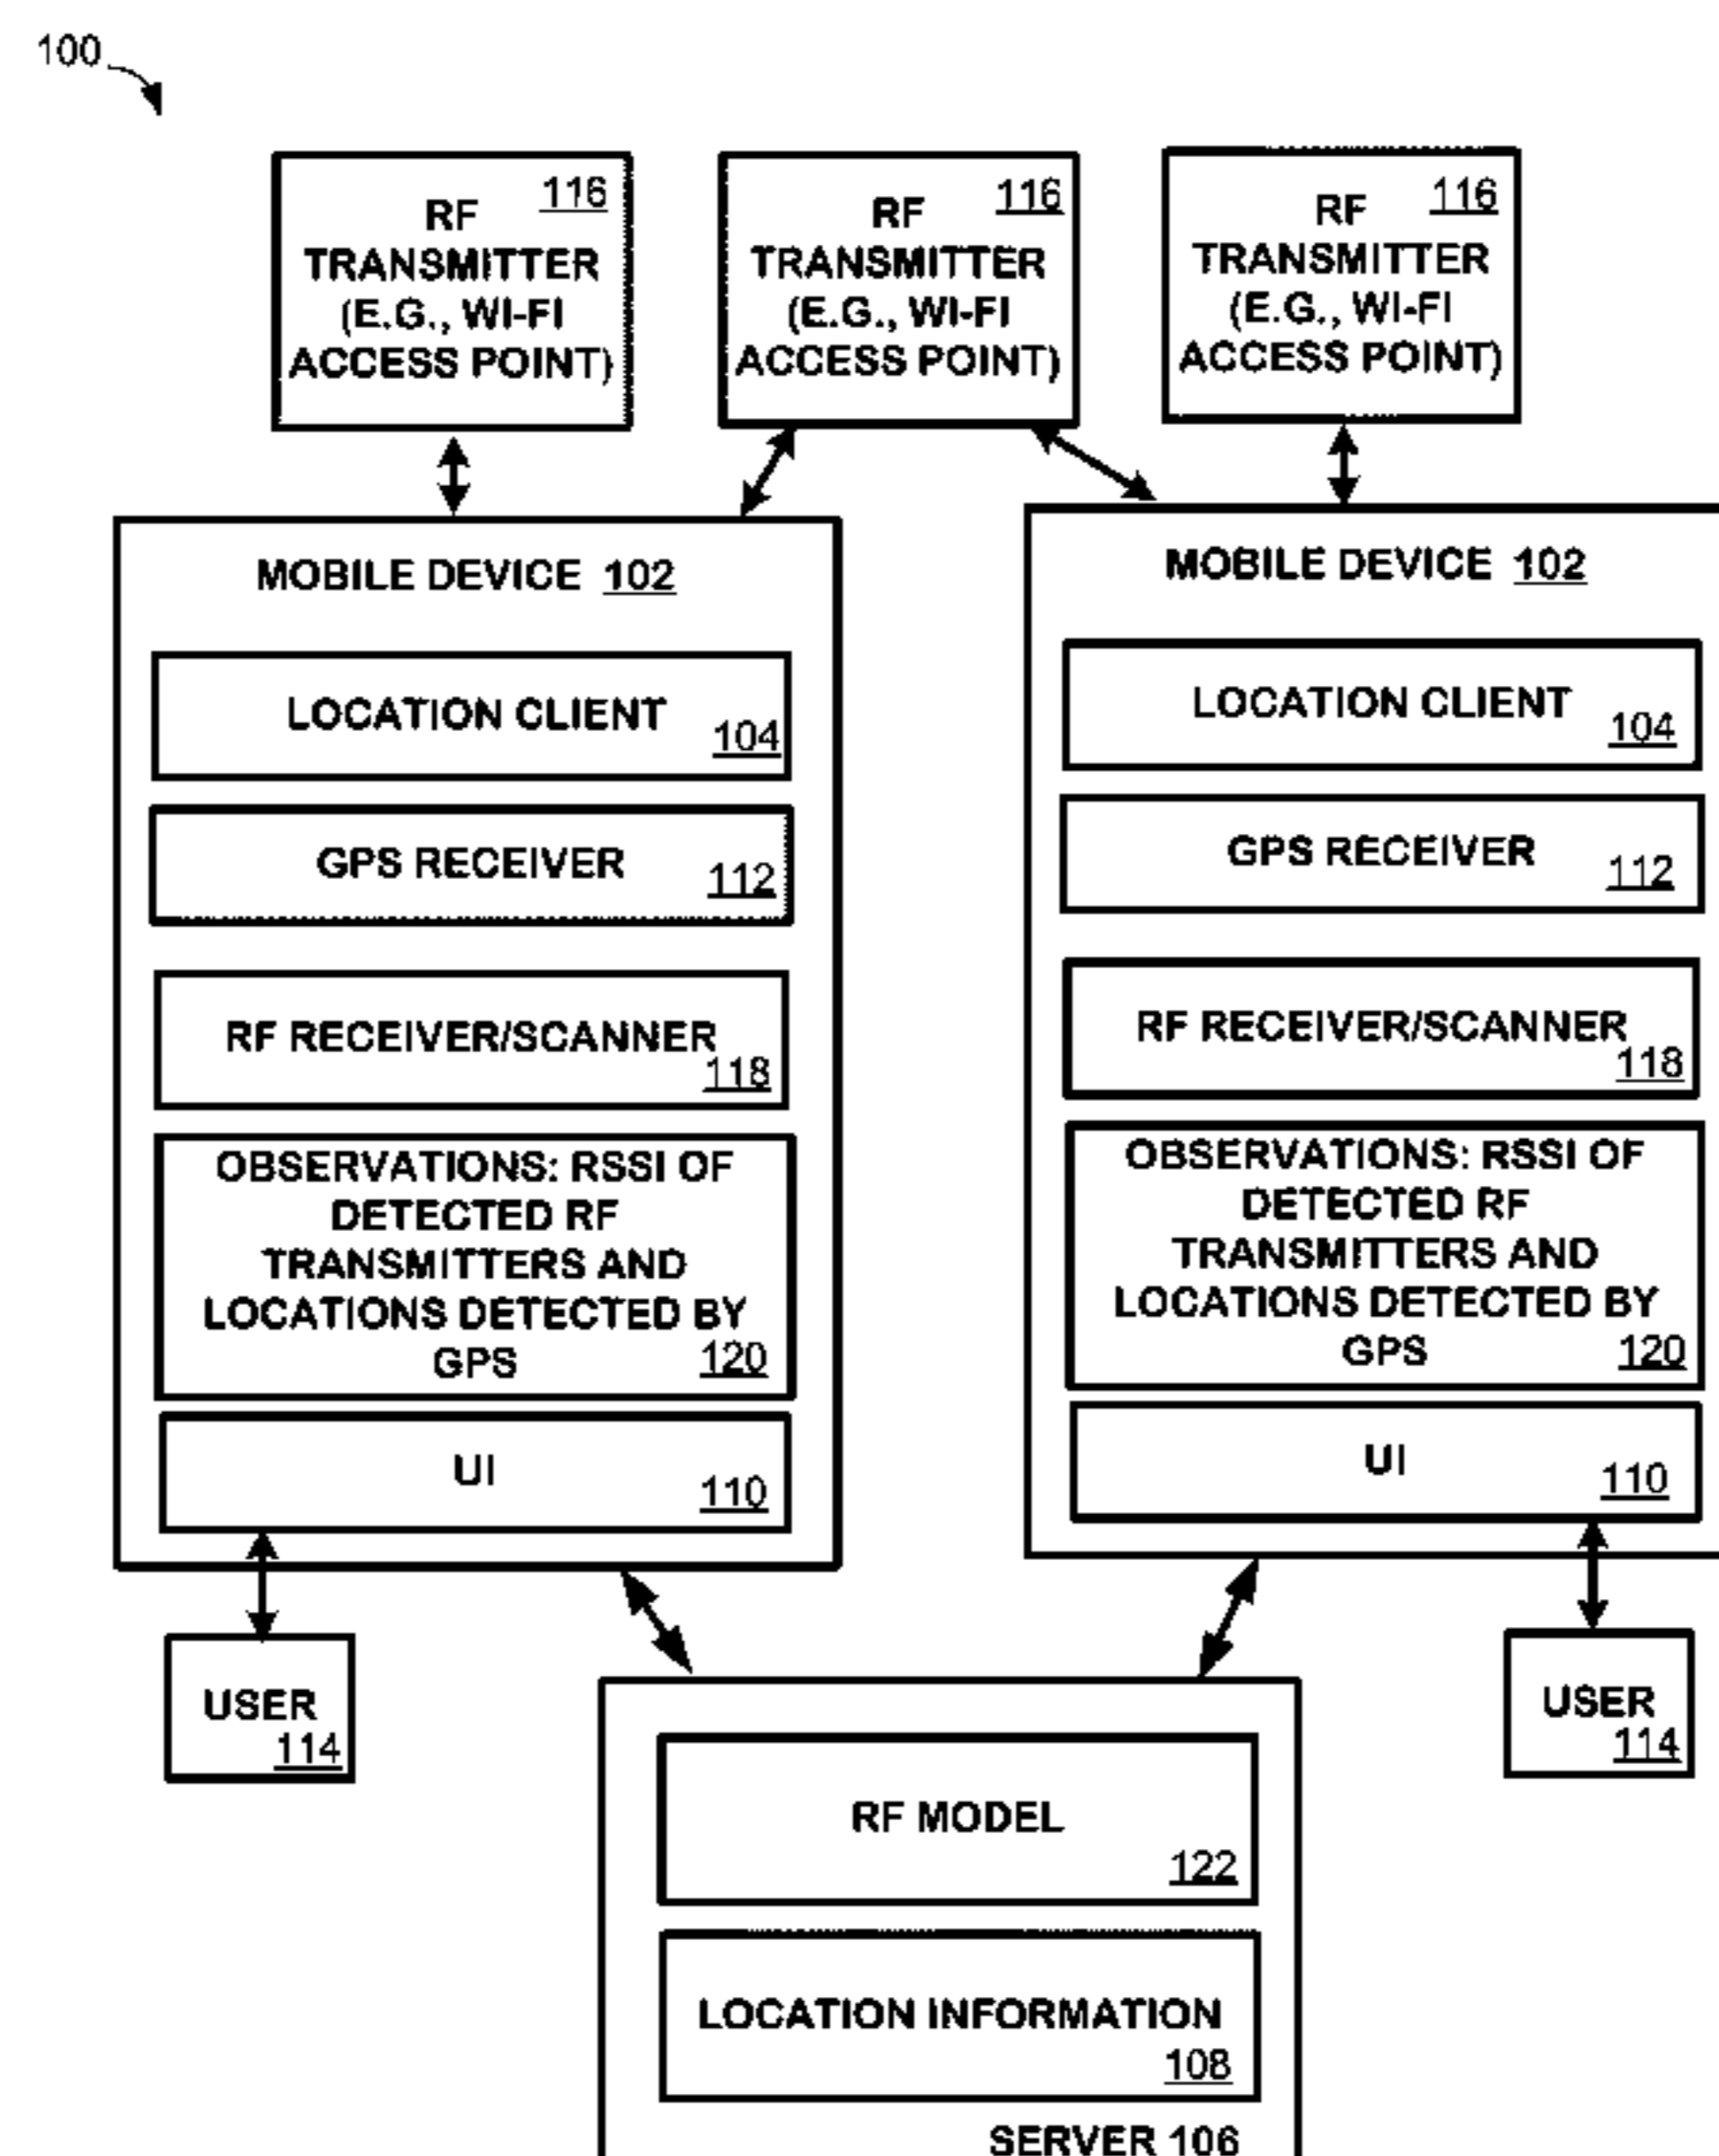 100
116
RF
TRANSMITTER
(E.G., WI-FI
ACCESS POINT)
116
RF
TRANSMITTER
(E.G., WI-FI
ACCESS POINT)
116
RF
TRANSMITTER
(E.G., WI-FI
ACCESS POINT)
MOBILE DEVICE 102
LOCATION CLIENT
104
GPS RECEIVER
112
RF RECEIVER/SCANNER
118
OBSERVATIONS: RSSI OF
DETECTED RF
TRANSMITTERS AND
LOCATIONS DETECTED BY
GPS 120
UI
110
USER
114
MOBILE DEVICE 102
LOCATION CLIENT
104
GPS RECEIVER
112
RF RECEIVER/SCANNER
118
OBSERVATIONS: RSSI OF
DETECTED RF
TRANSMITTERS AND
LOCATIONS DETECTED BY
GPS 120
UI
110
USER
114
RF MODEL
122
LOCATION INFORMATION
108
SERVER 106